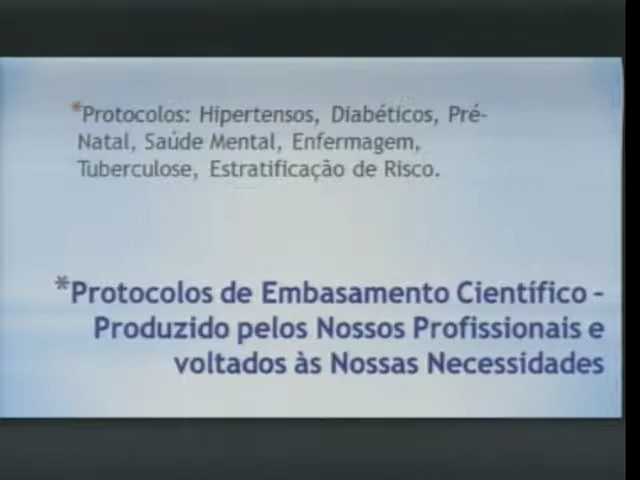 *Protocolos: Hipertensos, Diabéticos, Pré-
Natal, Saúde Mental, Enfermagem,
Tuberculose, Estratificação de Risco.
*Protocolos de Embasamento Científico -
Produzido pelos Nossos Profissionais e
voltados às Nossas Necessidades